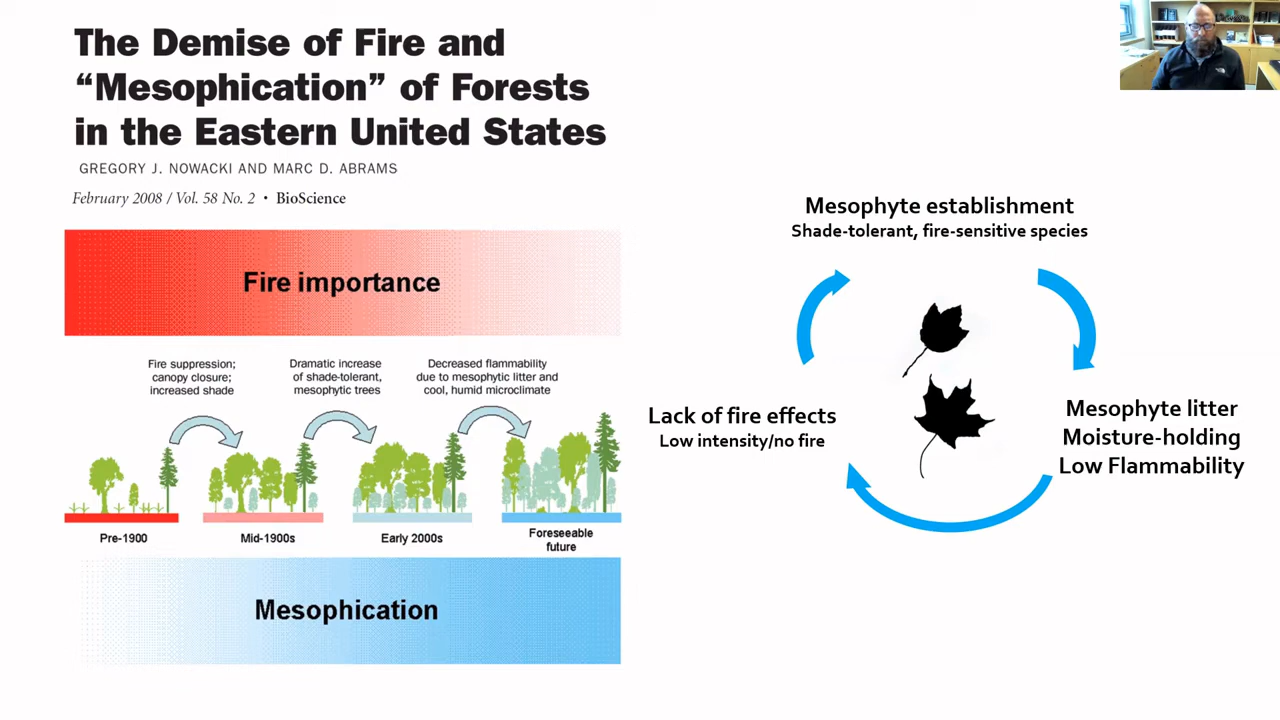 The Demise of Fire and
“Mesophication” of Forests
in the Eastern United States
GREGORY J. NOWACKI AND MARC D. ABRAMS
February 2008 / Vol. 58 No. 2 • BioScience
Fire importance
Fire suppression;
canopy closure;
increased shade
Dramatic increase
of shade-tolerant,
mesophytic trees
Decreased flammability
due to mesophytic litter and
cool, humid microclimate
Pre-1900
Mid-1900s
Early 2000s
Foreseeable
future
Mesophication
Mesophyte establishment
Shade-tolerant, fire-sensitive species
Mesophyte litter
Moisture-holding
Low Flammability
Lack of fire effects
Low intensity/no fire